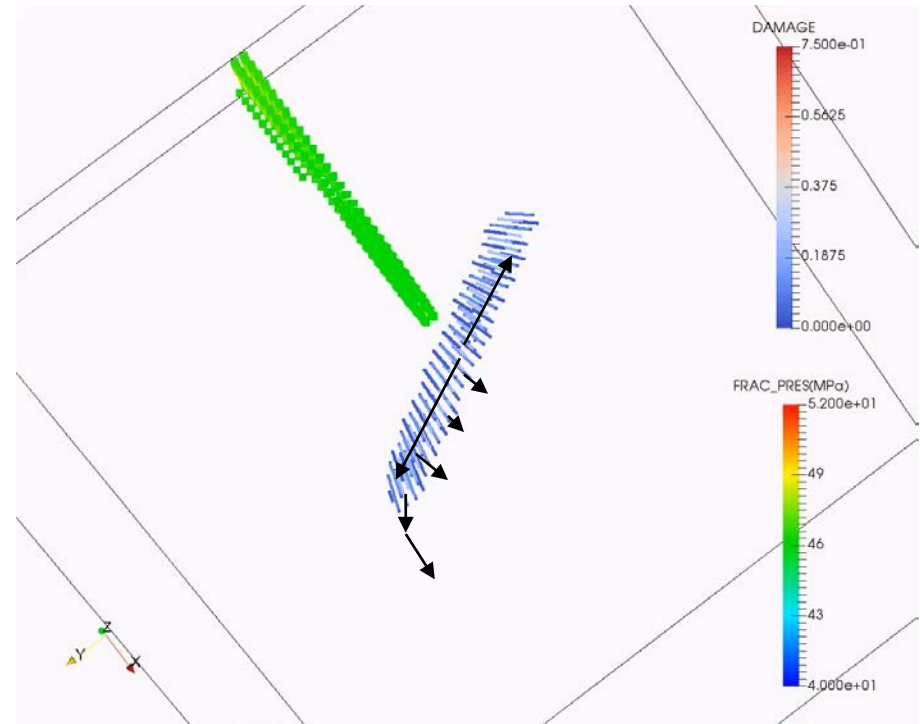 DAMAGE
7.500e-01
0.5625
0.375
0.1875
0.000e+00
FRAC_PRES(MPa)
5.200e+01
49
46
43
4.000e+01
Z
Y
X